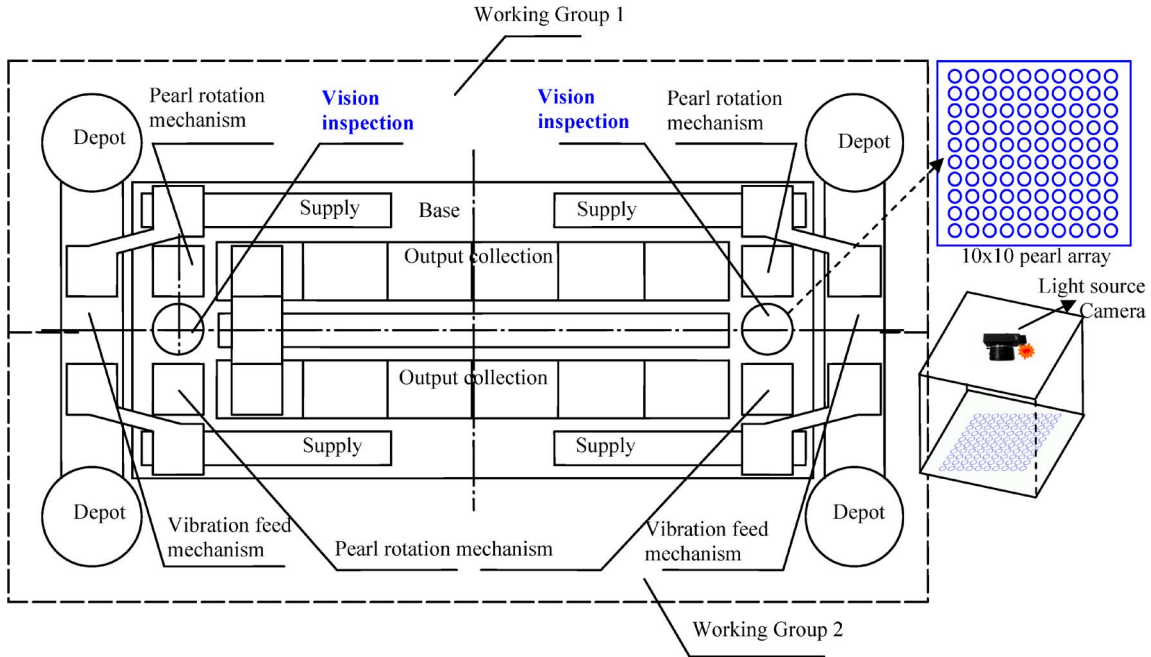 Working Group 1
Pearl rotation
mechanism
Vision
inspection
Vision
inspection
Pearl rotation
mechanism
Depot
Depot
Supply
Base
Supply
Output collection
10x10 pearl array
Light source
Camera
Output collection
Supply
Supply
Depot
Depot
Vibration feed
mechanism
Pearl rotation mechanism
Vibration feed
mechanism
Working Group 2